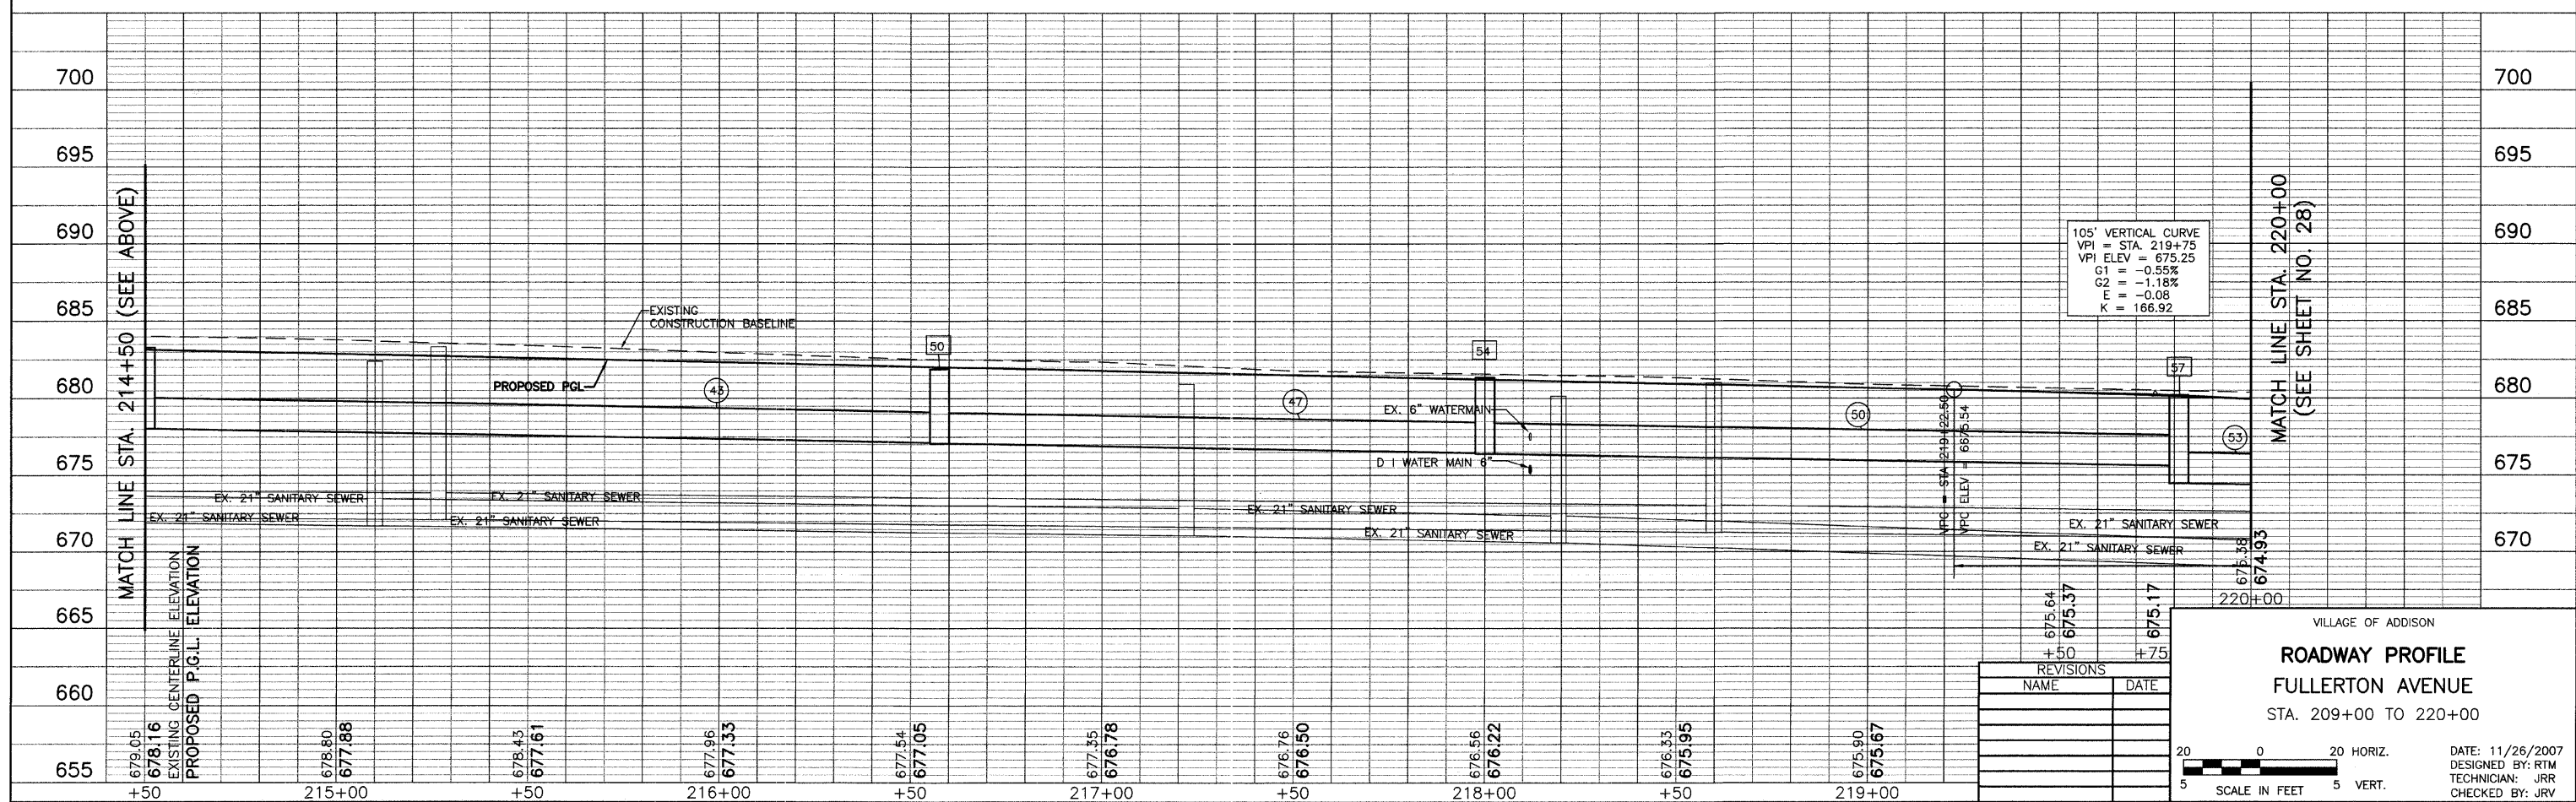 700
695
690
685
680
675
670
665
660
655
MATCH LINE STA. 214+50 (SEE ABOVE)
EXISTING CENTERLINE ELEVATION
PROPOSED P.G.L. ELEVATION
EXISTING
CONSTRUCTION BASELINE
PROPOSED PGL
43
50
47
54
50
57
53
EX. 6" WATERMAIN
D I WATER MAIN 6"
EX. 21" SANITARY SEWER
EX. 21" SANITARY SEWER
EX. 21" SANITARY SEWER
EX. 21" SANITARY SEWER
EX. 21" SANITARY SEWER
EX. 21" SANITARY SEWER
EX. 21" SANITARY SEWER
EX. 21" SANITARY SEWER
VPC = STA 219+22.50
VPC ELEV = 6675.54
105' VERTICAL CURVE
VPI = STA. 219+75
VPI ELEV = 675.25
G1 = -0.55%
G2 = -1.18%
E = -0.08
K = 166.92
MATCH LINE STA. 220+00
(SEE SHEET NO. 28)
700
695
690
685
680
675
670
679.05
678.16
678.80
677.88
678.43
677.61
677.96
677.33
677.54
677.05
677.35
676.78
676.76
676.50
676.56
676.22
676.33
675.95
675.90
675.67
675.64
675.37
675.17
675.38
674.93
+50
215+00
+50
216+00
+50
217+00
+50
218+00
+50
219+00
+50
+75
220+00
REVISIONS
NAME DATE
VILLAGE OF ADDISON
ROADWAY PROFILE
FULLERTON AVENUE
STA. 209+00 TO 220+00
20 0 20 HORIZ.
5 SCALE IN FEET 5 VERT.
DATE: 11/26/2007
DESIGNED BY: RTM
TECHNICIAN: JRR
CHECKED BY: JRV